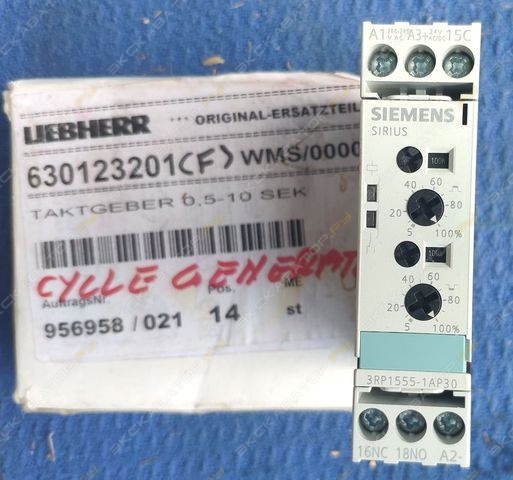 LIEBHERR *** ORIGINAL-ERSATZTEIL
630123201(F) WMS/0000
TAKTGEBER 0,5-10 SEK
CYCLE GENERAT
AuftragsNr. Pos. ME
956958 / 021 14 st
A1 A3+ 15C
SIEMENS
SIRIUS
100h
60
40
80
20
5 100%
60
40
80
20
5 100%
3RP1555-1AP30
16NC 18NO A2-